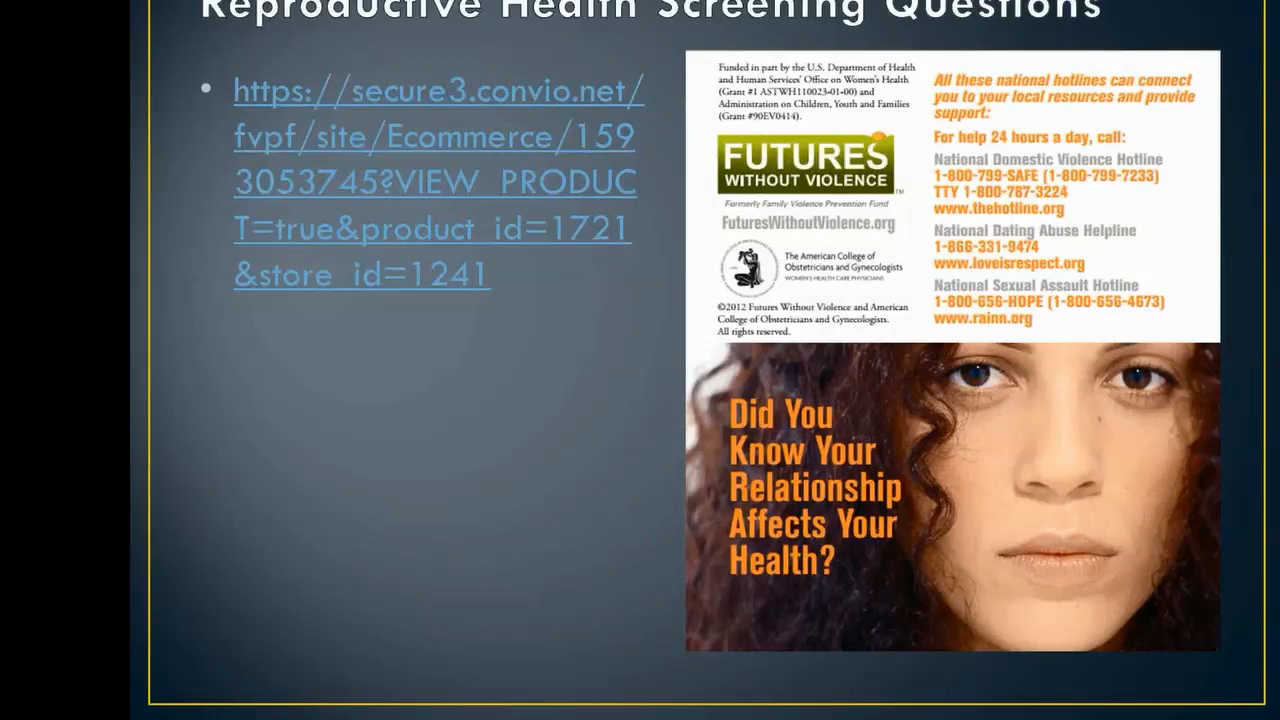 Reproductive Health Screening Questions
https://secure3.convio.net/
fvpf/site/Ecommerce/159
3053745?VIEW_PRODUC
T=true&product_id=1721
&store_id=1241
Funded in part by the U.S. Department of Health
and Human Services' Office on Women's Health
(Grant #1 ASTWH110023-01-00) and
Administration on Children, Youth and Families
(Grant #90EV0414).
FUTURES
WITHOUT VIOLENCE™
Formerly Family Violence Prevention Fund
FuturesWithoutViolence.org
The American College of
Obstetricians and Gynecologists
WOMEN'S HEALTH CARE PHYSICIANS
©2012 Futures Without Violence and American
College of Obstetricians and Gynecologists.
All rights reserved.
All these national hotlines can connect
you to your local resources and provide
support:
For help 24 hours a day, call:
National Domestic Violence Hotline
1-800-799-SAFE (1-800-799-7233)
TTY 1-800-787-3224
www.thehotline.org
National Dating Abuse Helpline
1-866-331-9474
www.loveisrespect.org
National Sexual Assault Hotline
1-800-656-HOPE (1-800-656-4673)
www.rainn.org
Did You
Know Your
Relationship
Affects Your
Health?